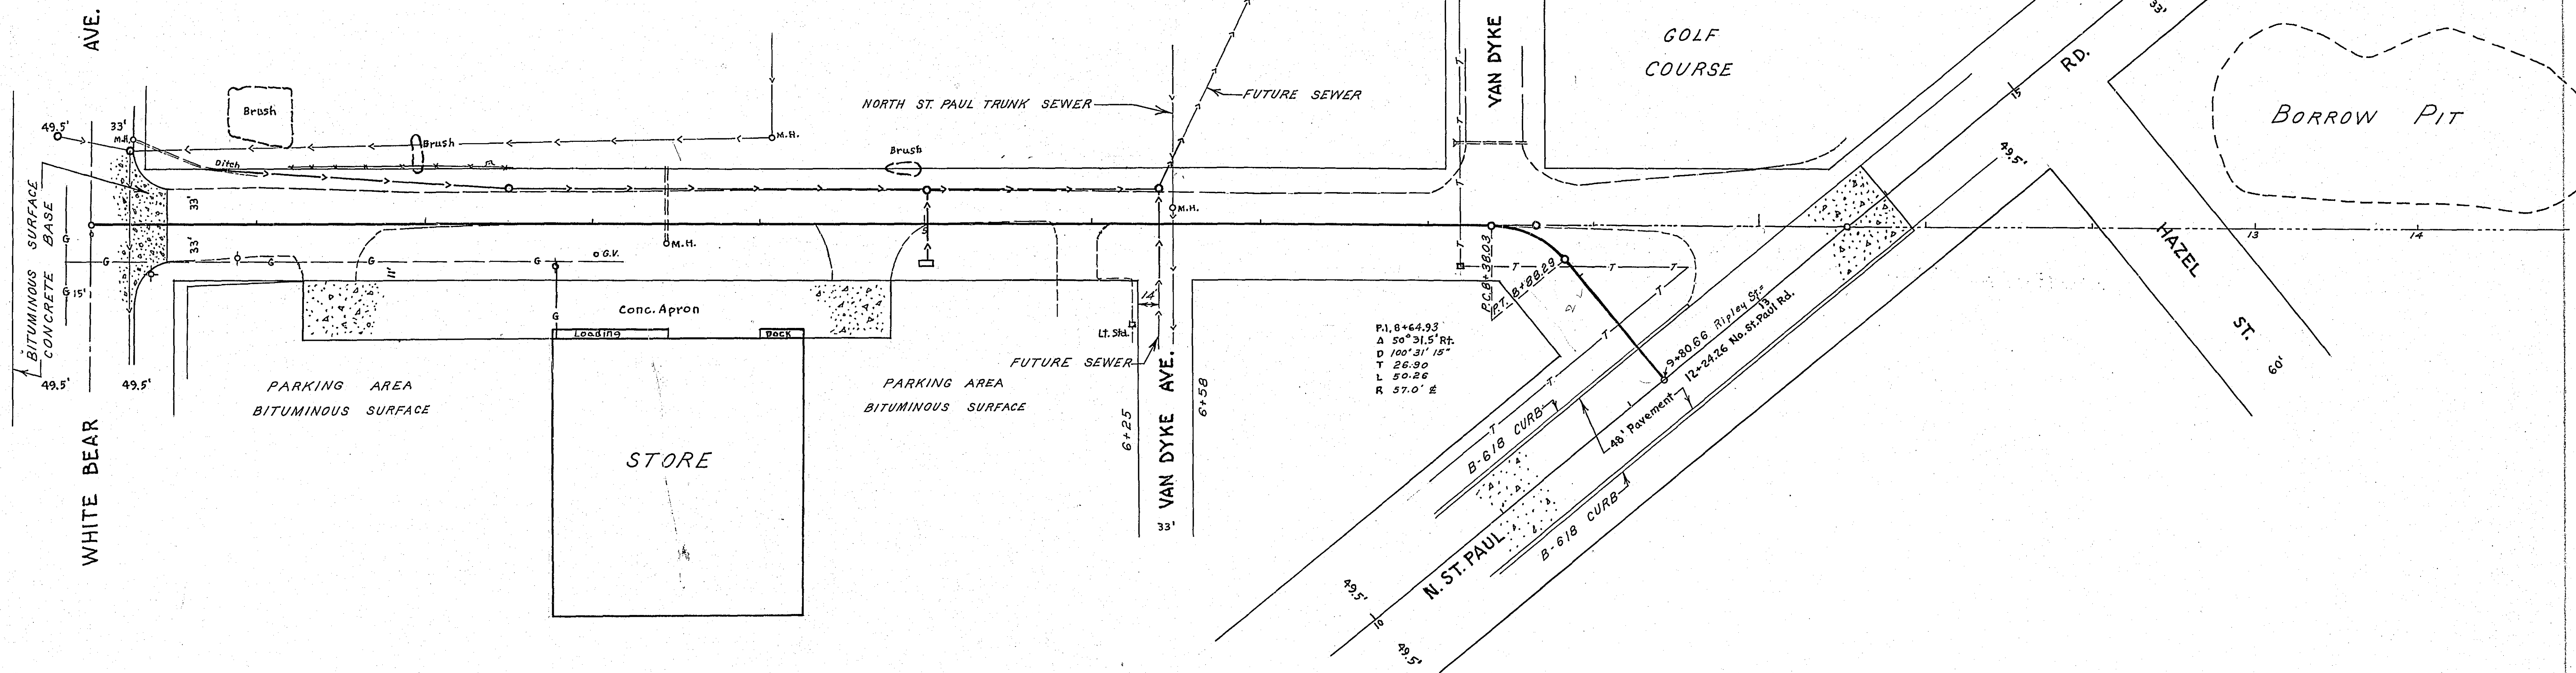 AVE.
49.5'
33'
M.H.
Brush
Ditch
Brush
M.H.
NORTH ST. PAUL TRUNK SEWER
FUTURE SEWER
Brush
VAN DYKE
GOLF
COURSE
RD.
33'
15
49.5'
BORROW PIT
BITUMINOUS SURFACE
CONCRETE BASE
33'
33'
G
G
15'
G
G
G
G
11'
G.V.
M.H.
S
M.H.
T
T
T
T
T
T
T
T
T
T
T
T
P.C. 8+38.03
P.T. 8+88.29
HAZEL
ST.
60'
13
14
Conc. Apron
Loading
Dock
G
14'
Lt. Std.
FUTURE SEWER
P.I. 8+64.93
Δ 50° 31.5' Rt.
D 100° 31' 15"
T 26.90
L 50.26
R 57.0' ℄
9+80.66 Ripley St.=
12+24.26 No. St. Paul Rd.
13
49.5'
49.5'
WHITE BEAR
PARKING AREA
BITUMINOUS SURFACE
STORE
PARKING AREA
BITUMINOUS SURFACE
6+25
VAN DYKE AVE.
6+58
33'
B-618 CURB
48' Pavement
B-618 CURB
N. ST. PAUL
49.5'
10
49.5'